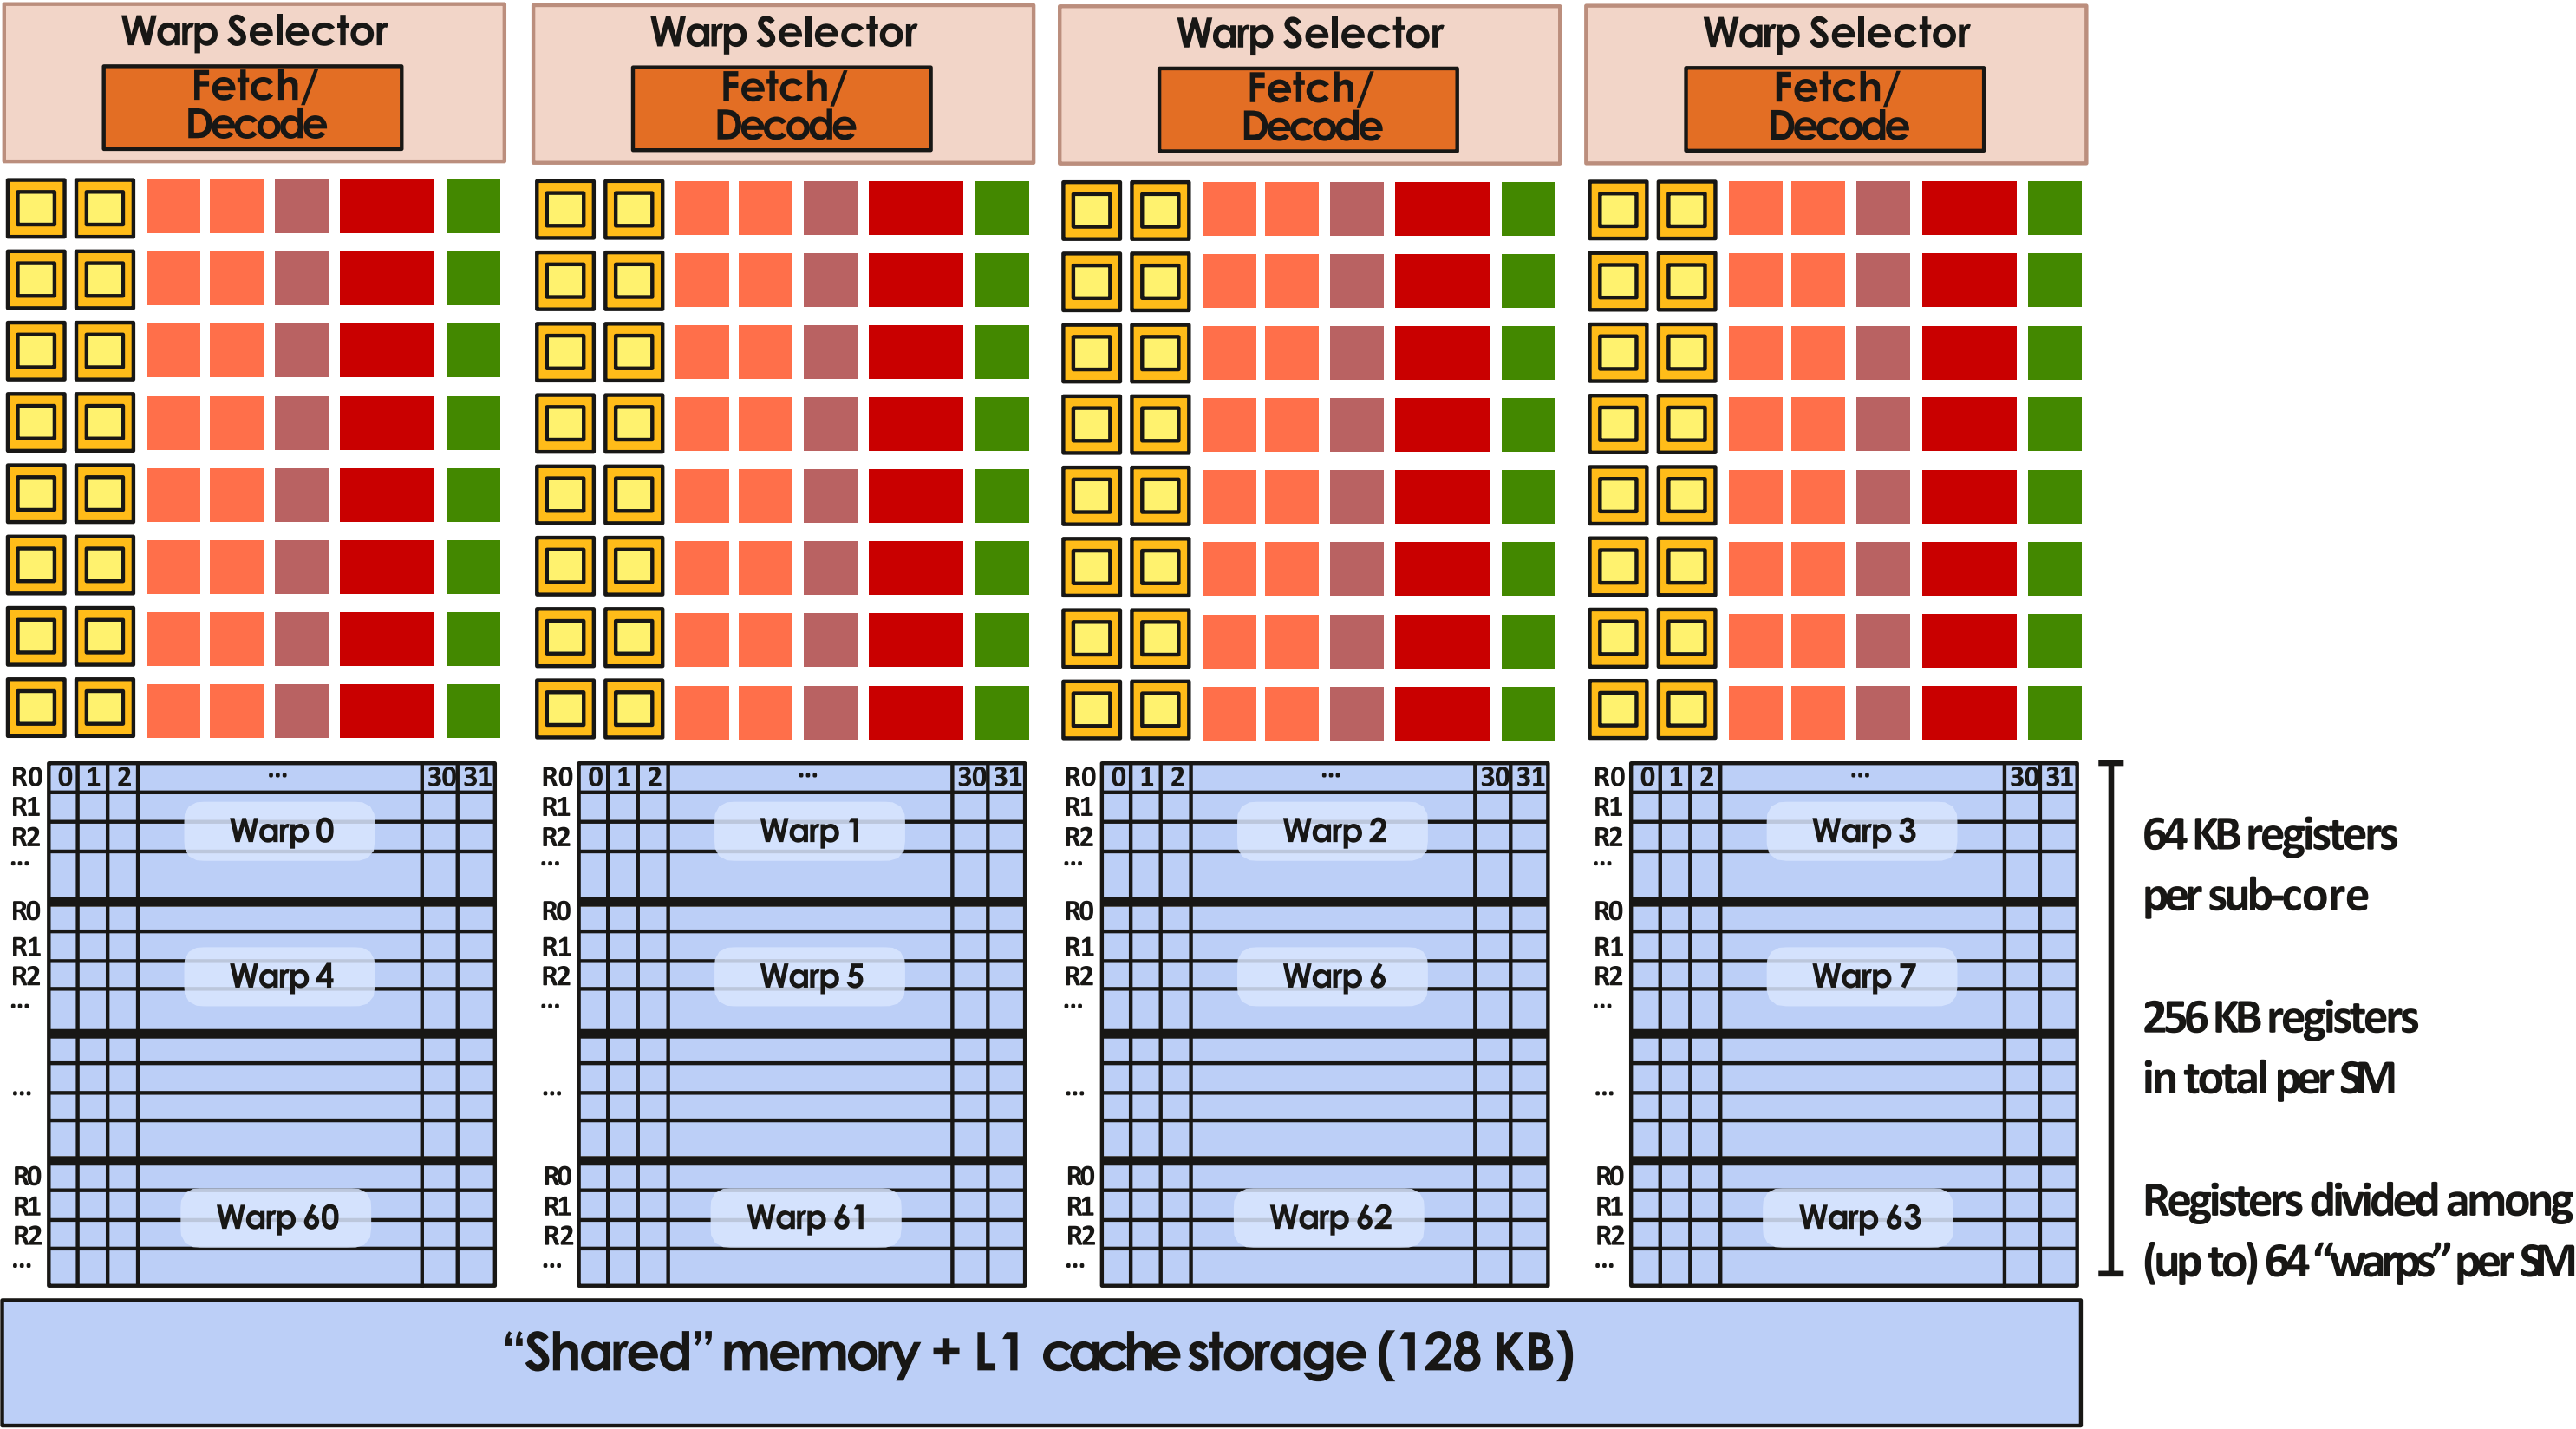 Warp Selector
Fetch/
Decode
Warp Selector
Fetch/
Decode
Warp Selector
Fetch/
Decode
Warp Selector
Fetch/
Decode
R0 0 1 2 ... 30 31
R1
R2
...
Warp 0
R0 0 1 2 ... 30 31
R1
R2
...
Warp 1
R0 0 1 2 ... 30 31
R1
R2
...
Warp 2
R0 0 1 2 ... 30 31
R1
R2
...
Warp 3
R0
R1
R2
...
Warp 4
R0
R1
R2
...
Warp 5
R0
R1
R2
...
Warp 6
R0
R1
R2
...
Warp 7
...
...
...
...
R0
R1
R2
...
Warp 60
R0
R1
R2
...
Warp 61
R0
R1
R2
...
Warp 62
R0
R1
R2
...
Warp 63
64 KB registers
per sub-core
256 KB registers
in total per SM
Registers divided among
(up to) 64 “warps” per SM
“Shared” memory + L1 cache storage (128 KB)